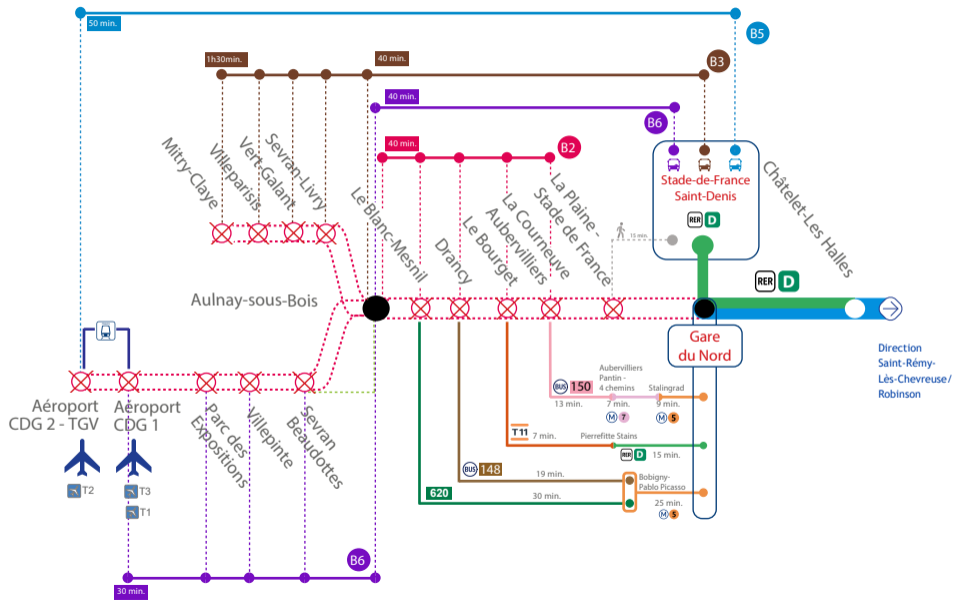 50 min.
B5
1h30min.
40 min.
B3
40 min.
B6
40 min.
B2
Mitry-Claye
Villeparisis
Vert-Galant
Sevran-Livry
Le Blanc-Mesnil
Drancy
Le Bourget
La Courneuve
Aubervilliers
La Plaine -
Stade de France
Stade-de-France
Saint-Denis
RER D
15 min.
Châtelet-Les Halles
RER D
Aulnay-sous-Bois
Gare
du Nord
Direction
Saint-Rémy-
Lès-Chevreuse/
Robinson
Aéroport
CDG 2 - TGV
Aéroport
CDG 1
Parc des
Expositions
Villepinte
Sevran
Beaudottes
T2
T3
T1
BUS 150
13 min.
Aubervilliers
Pantin -
4 chemins
7 min.
M 7
Stalingrad
9 min.
M 5
T11
7 min.
Pierrefitte Stains
RER D
15 min.
BUS 148
19 min.
620
30 min.
Bobigny-
Pablo Picasso
25 min.
M 5
B6
30 min.